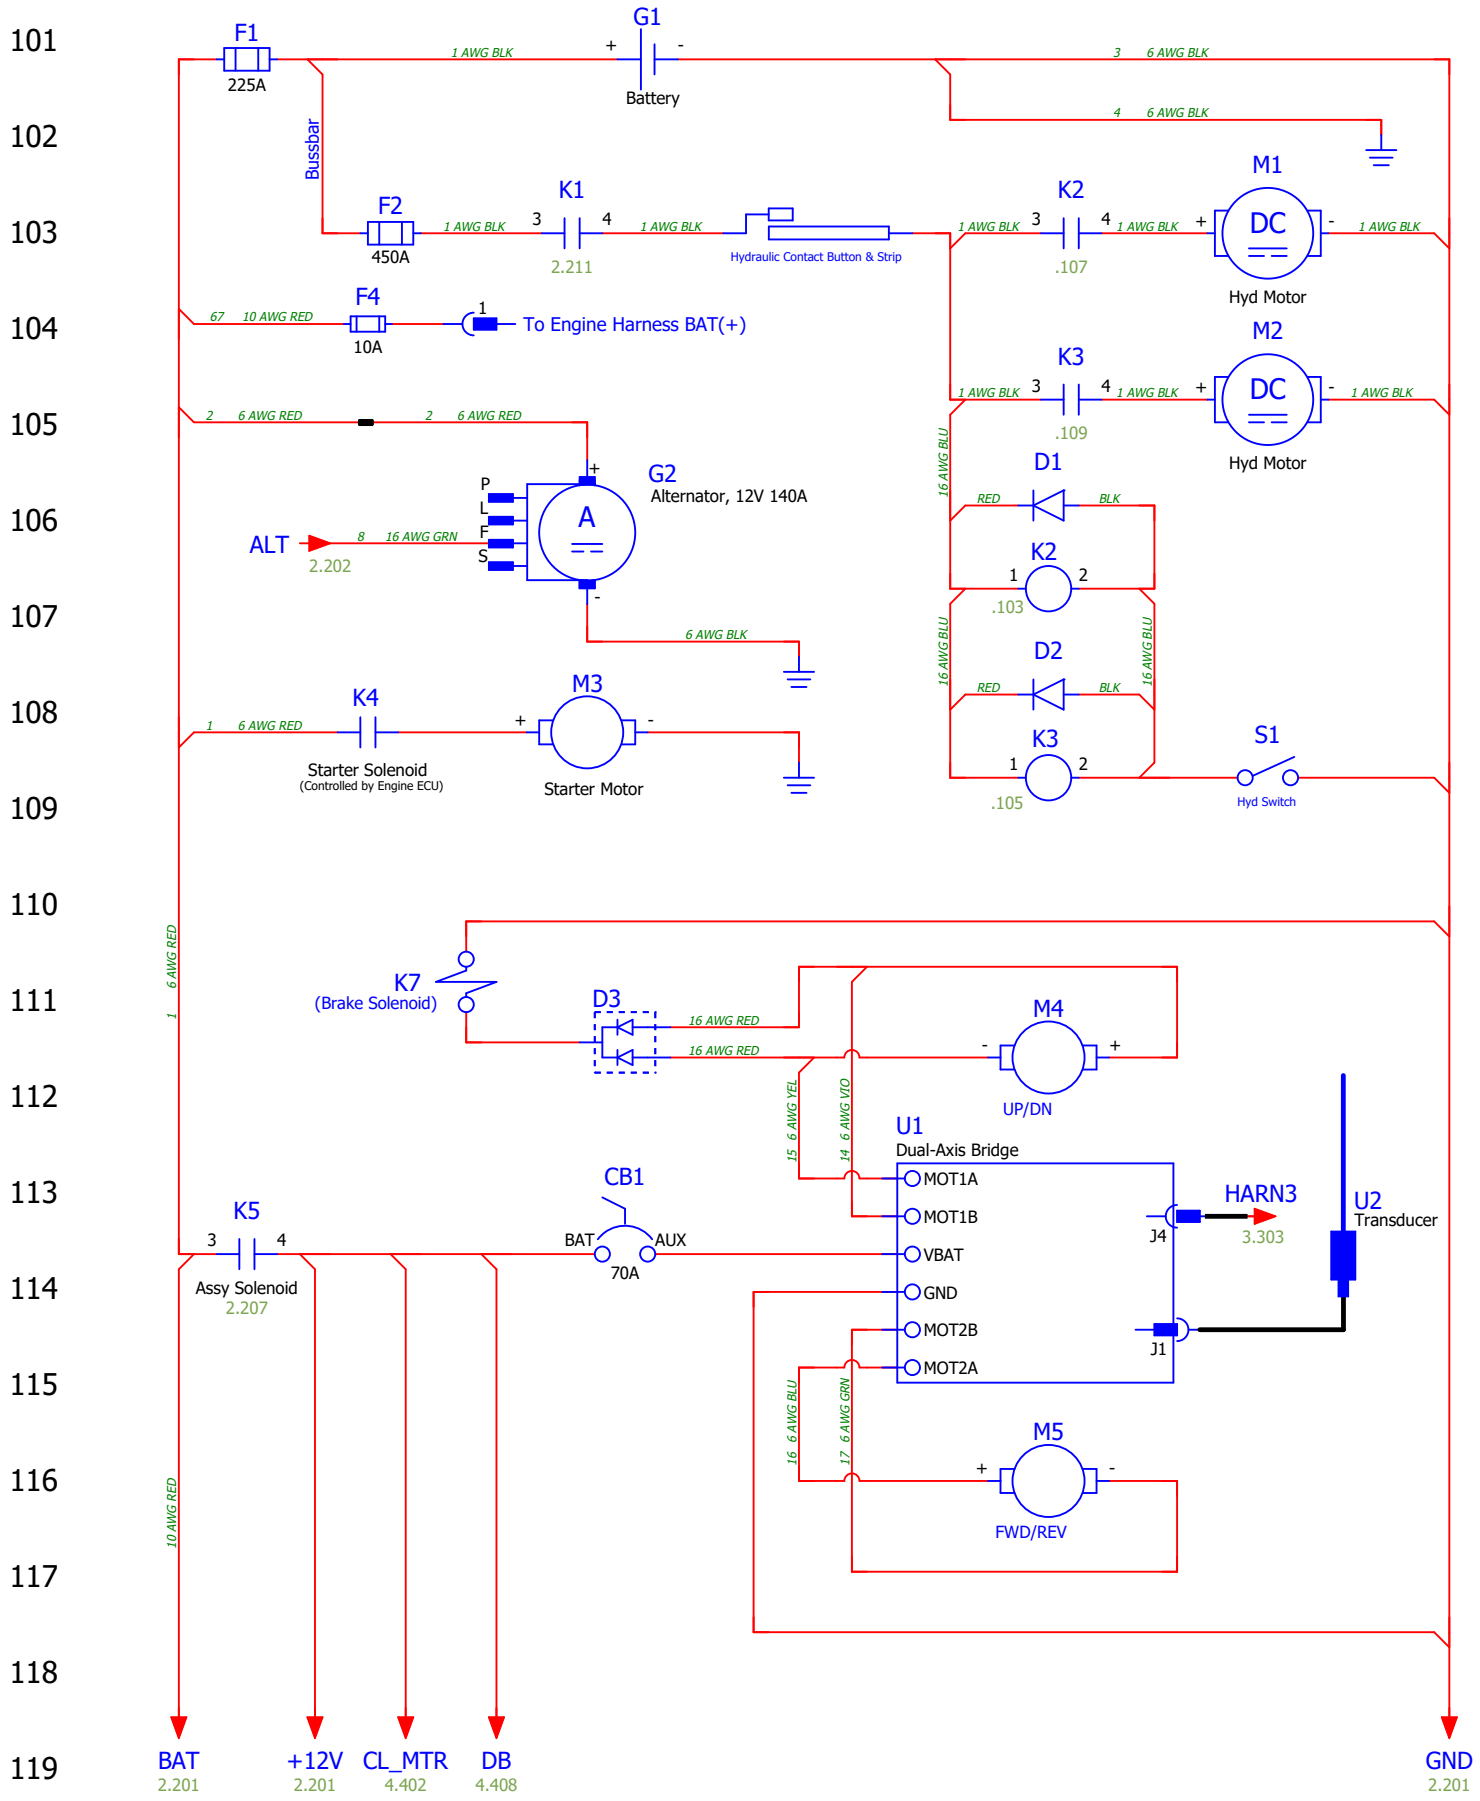 101
F1
225A
1 AWG BLK
G1
+
-
Battery
3 6 AWG BLK
4 6 AWG BLK
102
Bussbar
103
F2
450A
1 AWG BLK
K1
3
4
2.211
1 AWG BLK
Hydraulic Contact Button & Strip
1 AWG BLK
K2
3
4
.107
1 AWG BLK
M1
+
DC
-
Hyd Motor
1 AWG BLK
104
67 10 AWG RED
F4
10A
1
To Engine Harness BAT(+)
105
2 6 AWG RED
2 6 AWG RED
1 AWG BLK
K3
3
4
.109
1 AWG BLK
M2
+
DC
-
Hyd Motor
1 AWG BLK
106
ALT
2.202
8 16 AWG GRN
P
L
F
S
+
A
-
G2
Alternator, 12V 140A
16 AWG BLU
D1
RED
BLK
K2
1
2
.103
107
6 AWG BLK
16 AWG BLU
16 AWG BLU
D2
RED
BLK
108
1 6 AWG RED
K4
Starter Solenoid
(Controlled by Engine ECU)
M3
+
-
Starter Motor
K3
1
2
.105
S1
Hyd Switch
109
110
1 6 AWG RED
111
K7
(Brake Solenoid)
D3
16 AWG RED
16 AWG RED
M4
-
+
UP/DN
112
15 6 AWG YEL
14 6 AWG VIO
U1
Dual-Axis Bridge
113
MOT1A
MOT1B
VBAT
GND
MOT2B
MOT2A
J4
HARN3
3.303
J1
U2
Transducer
K5
3
4
Assy Solenoid
2.207
CB1
BAT
AUX
70A
114
115
16 6 AWG BLU
17 6 AWG GRN
116
10 AWG RED
M5
+
-
FWD/REV
117
118
119
BAT
2.201
+12V
2.201
CL_MTR
4.402
DB
4.408
GND
2.201